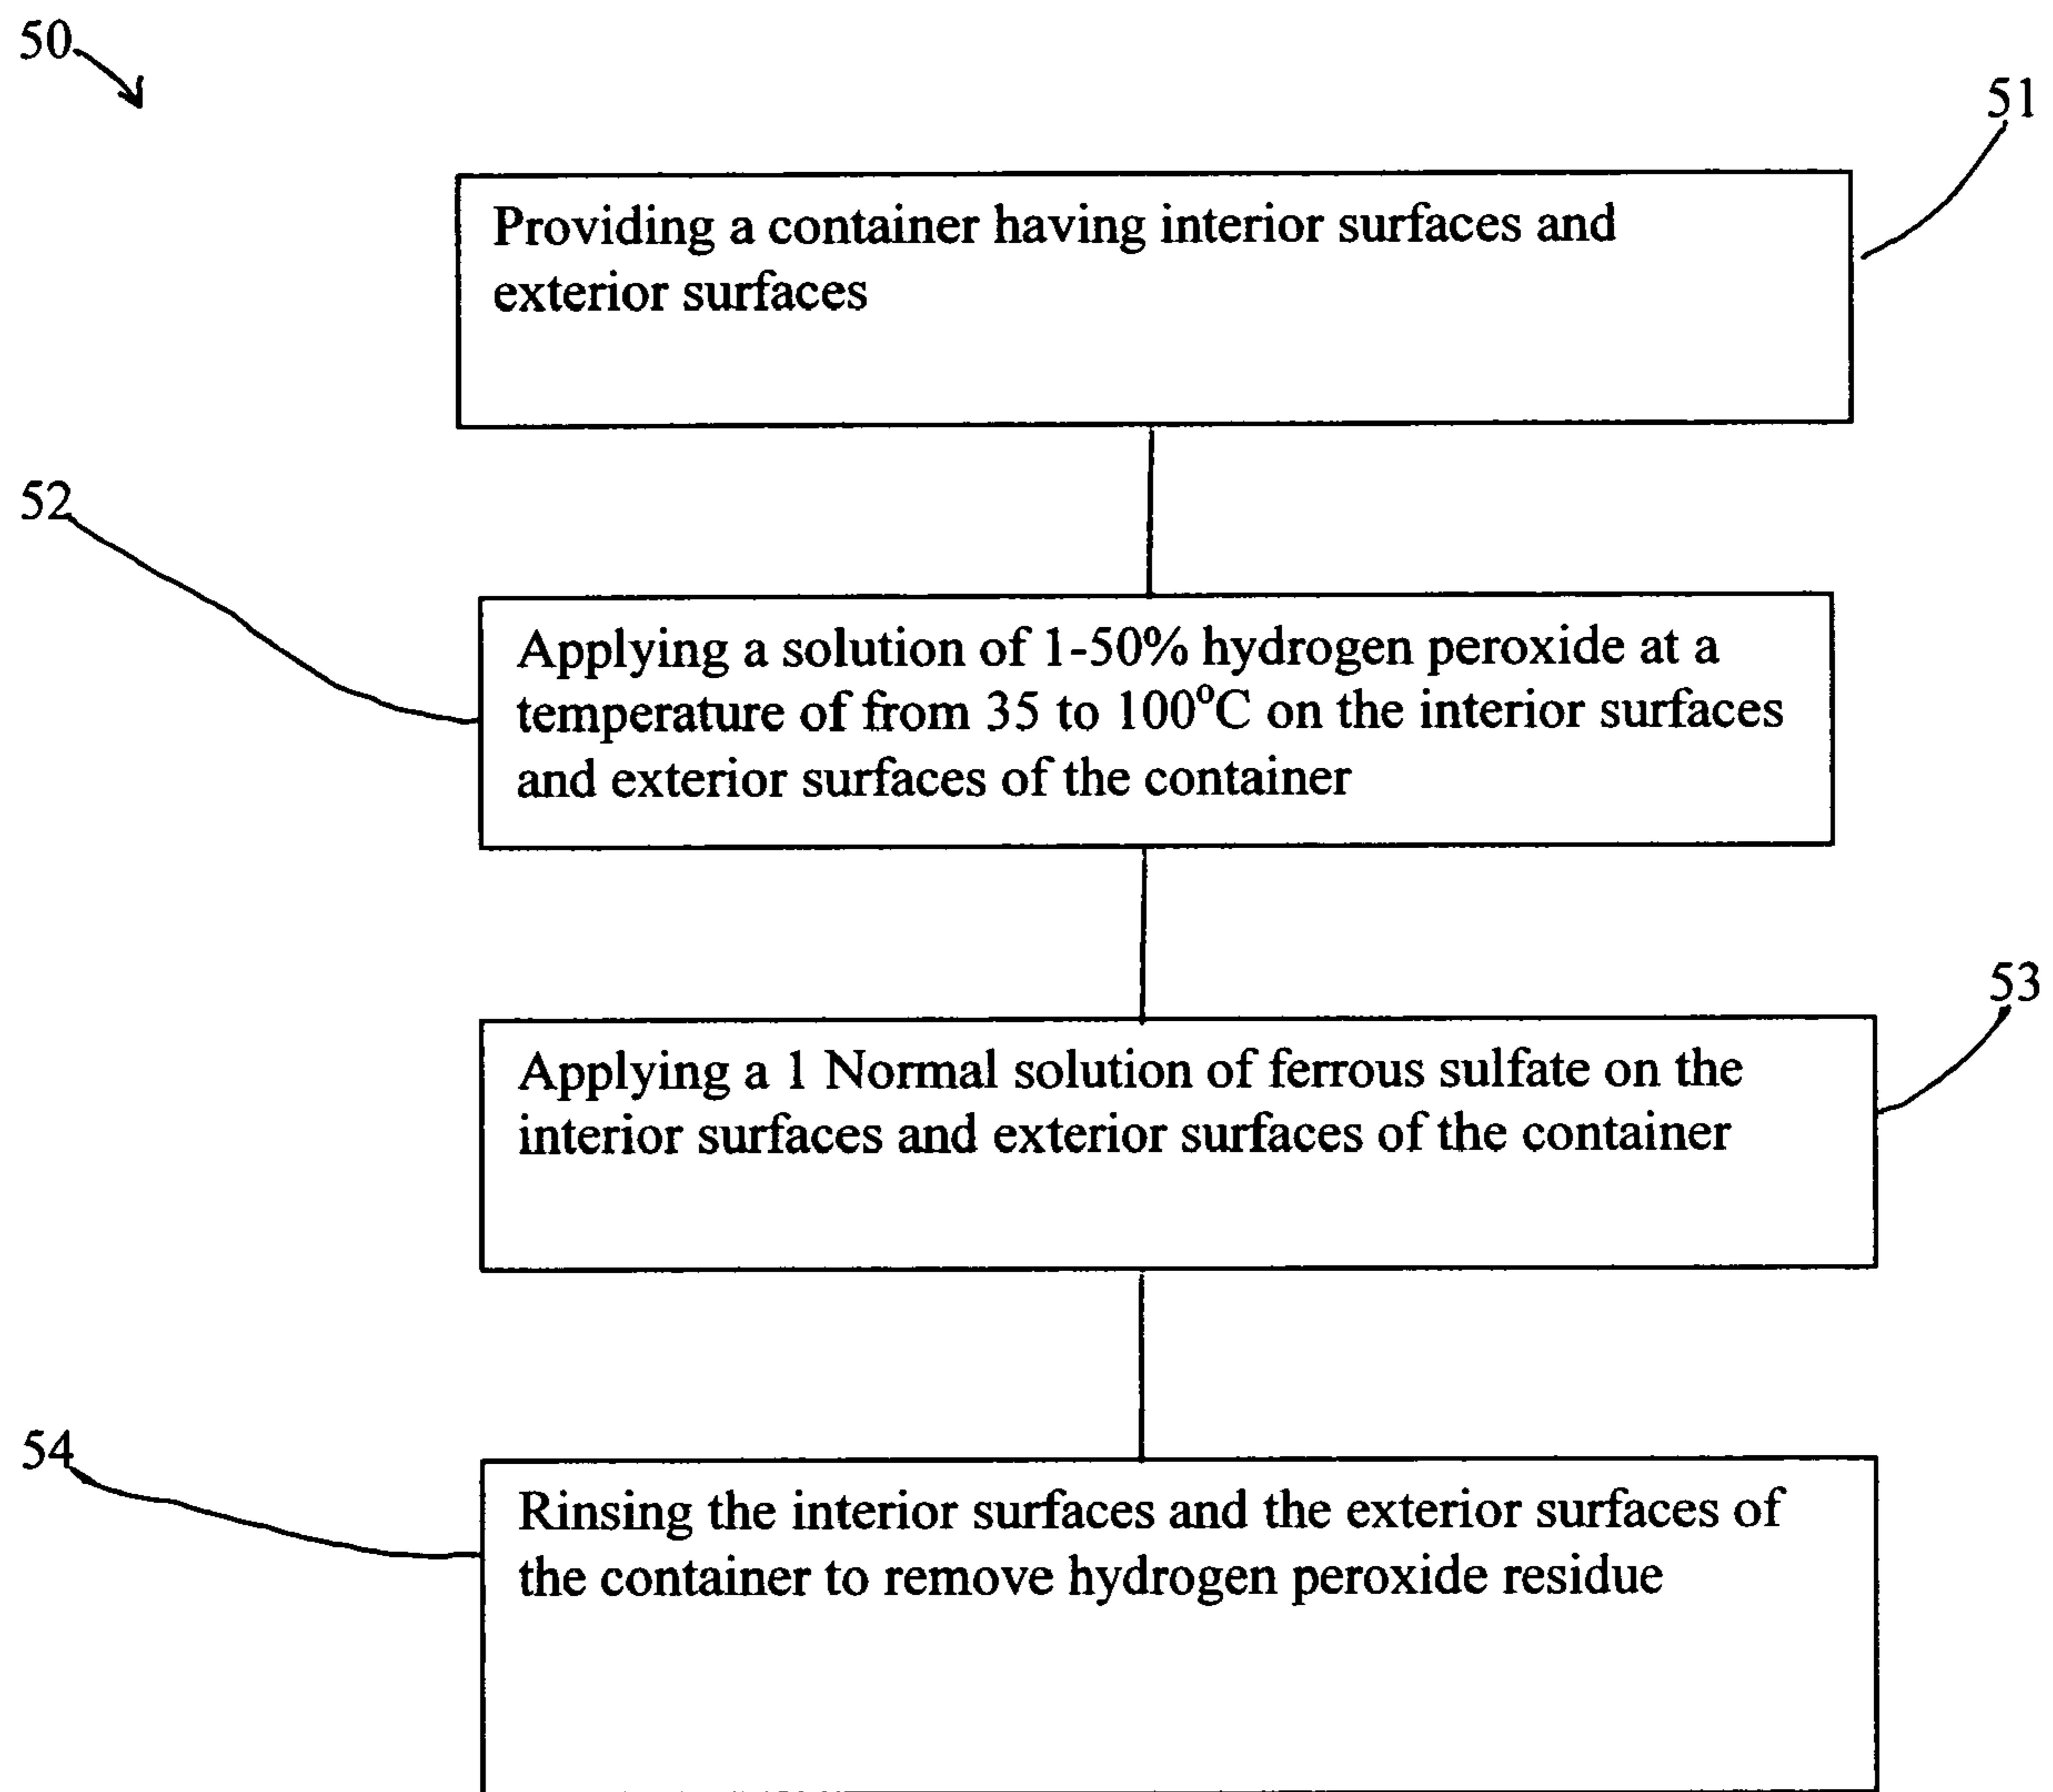 50
51
Providing a container having interior surfaces and
exterior surfaces
52
Applying a solution of 1-50% hydrogen peroxide at a
temperature of from 35 to 100°C on the interior surfaces
and exterior surfaces of the container
53
Applying a 1 Normal solution of ferrous sulfate on the
interior surfaces and exterior surfaces of the container
54
Rinsing the interior surfaces and the exterior surfaces of
the container to remove hydrogen peroxide residue